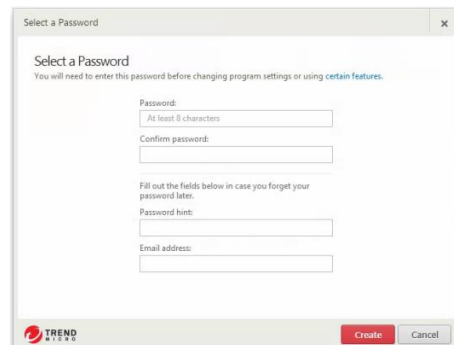 Select a Password
Select a Password
You will need to enter this password before changing program settings or using certain features.
Password:
At least 8 characters
Confirm password:
Fill out the fields below in case you forget your
password later.
Password hint:
Email address:
TREND
MICRO
Create
Cancel